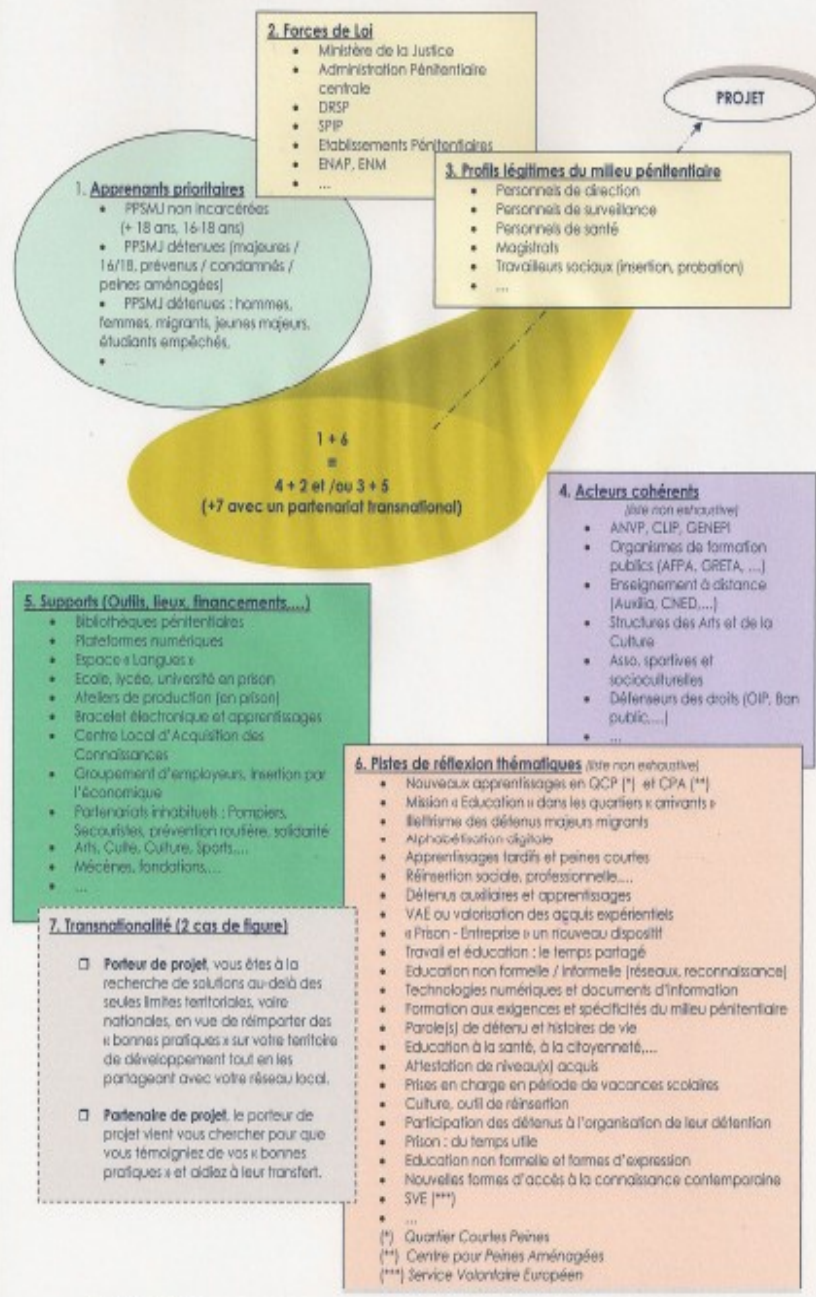 2. Forces de Loi
• Ministère de la Justice
• Administration Pénitentiaire
centrale
• DRSP
• SPIP
• Etablissements Pénitentiaires
• ENAP, ENM
• ...
PROJET
1. Apprenants prioritaires
• PPSMJ non incarcérées
(+ 18 ans, 16-18 ans)
• PPSMJ détenues (majeures /
16/18, prévenus / condamnés /
peines aménagées)
• PPSMJ détenues : hommes,
femmes, migrants, jeunes majeurs,
étudiants empêchés,
• ...
3. Profils légitimes du milieu pénitentiaire
• Personnels de direction
• Personnels de surveillance
• Personnels de santé
• Magistrats
• Travailleurs sociaux (insertion, probation)
• ...
1 + 6
=
4 + 2 et /ou 3 + 5
(+7 avec un partenariat transnational)
4. Acteurs cohérents
(liste non exhaustive)
• ANVP, CLIP, GENEPI
• Organismes de formation
publics (AFPA, GRETA, ...)
• Enseignement à distance
(Auxilia, CNED,...)
• Structures des Arts et de la
Culture
• Asso. sportives et
socioculturelles
• Défenseurs des droits (OIP, Ban
public,...)
• ...
5. Supports (Outils, lieux, financements,...)
• Bibliothèques pénitentiaires
• Plateformes numériques
• Espace « Langues »
• Ecole, lycée, université en prison
• Ateliers de production (en prison)
• Bracelet électronique et apprentissages
• Centre Local d'Acquisition des
Connaissances
• Groupement d'employeurs, insertion par
l'économique
• Partenariats inhabituels : Pompiers,
Secouristes, prévention routière, solidarité
• Arts, Culte, Culture, Sports,...
• Mécènes, fondations,...
• ...
6. Pistes de réflexion thématiques (liste non exhaustive)
• Nouveaux apprentissages en QCP (*) et CPA (**)
• Mission « Education » dans les quartiers « arrivants »
• Illettrisme des détenus majeurs migrants
• Alphabétisation digitale
• Apprentissages tardifs et peines courtes
• Réinsertion sociale, professionnelle,...
• Détenus auxiliaires et apprentissages
• VAE ou valorisation des acquis expérientiels
• « Prison - Entreprise » un nouveau dispositif
• Travail et éducation : le temps partagé
• Education non formelle / informelle (réseaux, reconnaissance)
• Technologies numériques et documents d'information
• Formation aux exigences et spécificités du milieu pénitentiaire
• Parole(s) de détenu et histoires de vie
• Education à la santé, à la citoyenneté,...
• Attestation de niveau(x) acquis
• Prises en charge en période de vacances scolaires
• Culture, outil de réinsertion
• Participation des détenus à l'organisation de leur détention
• Prison : du temps utile
• Education non formelle et formes d'expression
• Nouvelles formes d'accès à la connaissance contemporaine
• SVE (***)
• ...
(*) Quartier Courtes Peines
(**) Centre pour Peines Aménagées
(***) Service Volontaire Européen
7. Transnationalité (2 cas de figure)
❑ Porteur de projet, vous êtes à la
recherche de solutions au-delà des
seules limites territoriales, voire
nationales, en vue de réimporter des
« bonnes pratiques » sur votre territoire
de développement tout en les
partageant avec votre réseau local.
❑ Partenaire de projet, le porteur de
projet vient vous chercher pour que
vous témoigniez de vos « bonnes
pratiques » et aidiez à leur transfert.